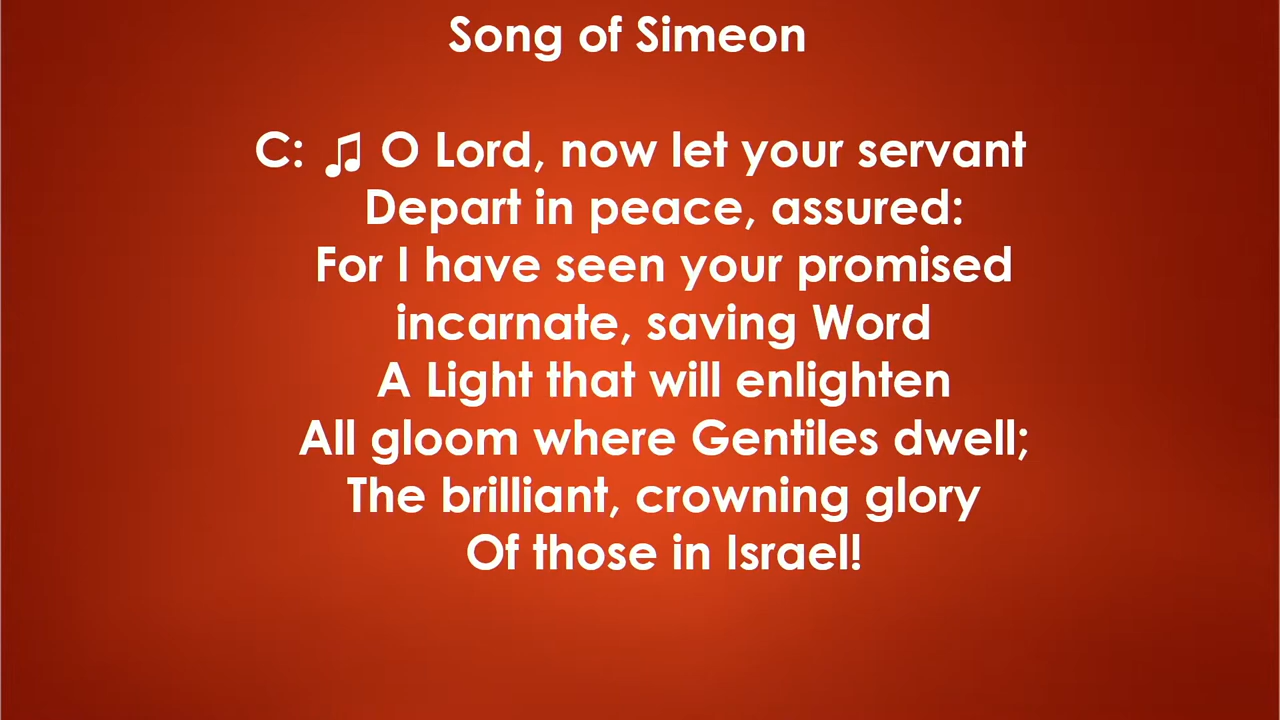 Song of Simeon
C: ♫ O Lord, now let your servant
Depart in peace, assured:
For I have seen your promised
incarnate, saving Word
A Light that will enlighten
All gloom where Gentiles dwell;
The brilliant, crowning glory
Of those in Israel!